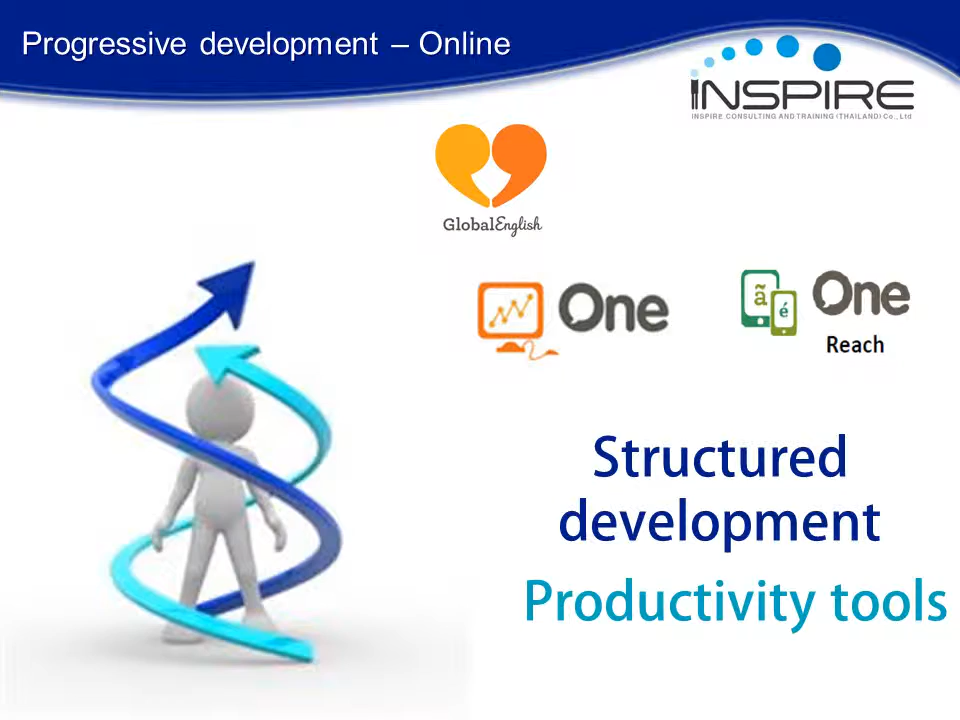 Progressive development – Online
INSPIRE
INSPIRE CONSULTING AND TRAINING (THAILAND) Co., Ltd
GlobalEnglish
One
ã
é
One
Reach
Structured
development
Productivity tools